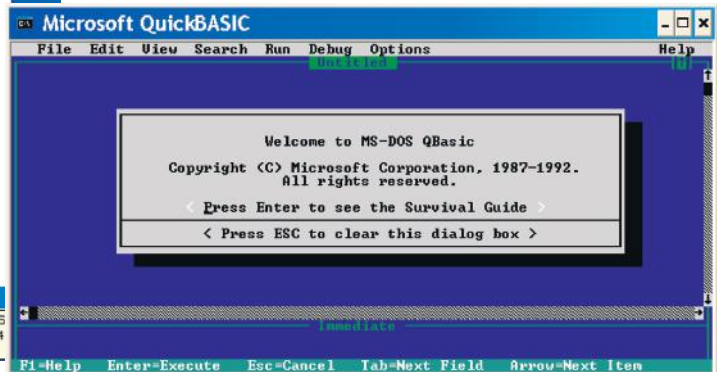 Microsoft QuickBASIC
File Edit View Search Run Debug Options Help
Untitled
Welcome to MS-DOS QBasic
Copyright (C) Microsoft Corporation, 1987-1992.
All rights reserved.
< Press Enter to see the Survival Guide >
< Press ESC to clear this dialog box >
Immediate
F1=Help Enter=Execute Esc=Cancel Tab=Next Field Arrow=Next Item